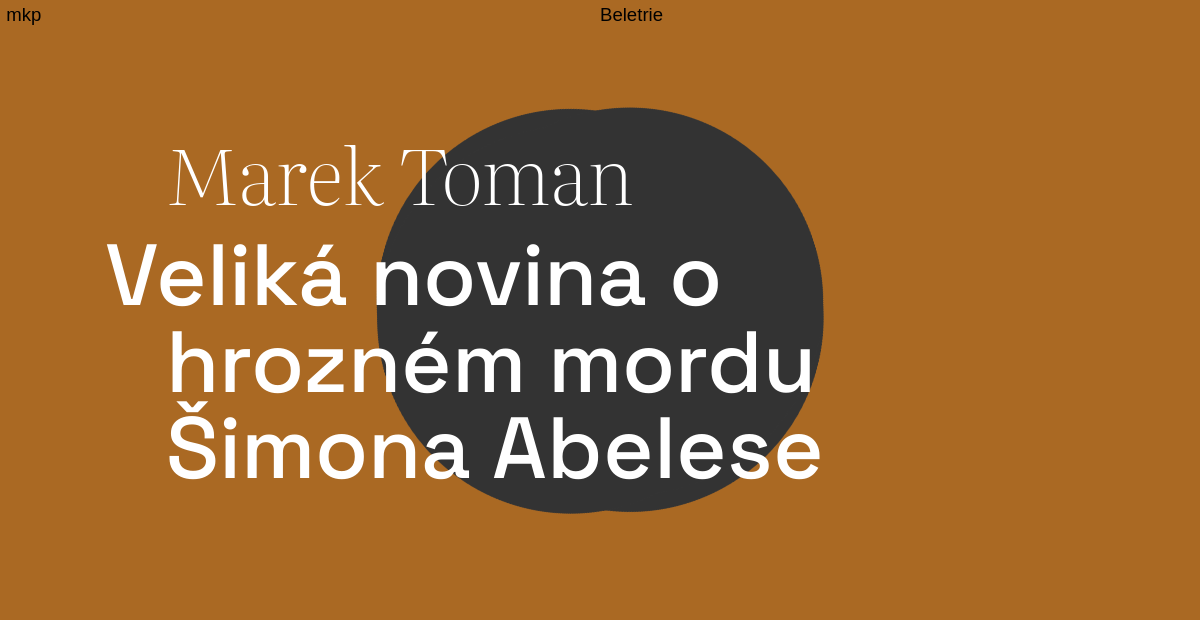 mkp
Beletrie
Marek Toman
Veliká novina o
hrozném mordu
Šimona Abelese